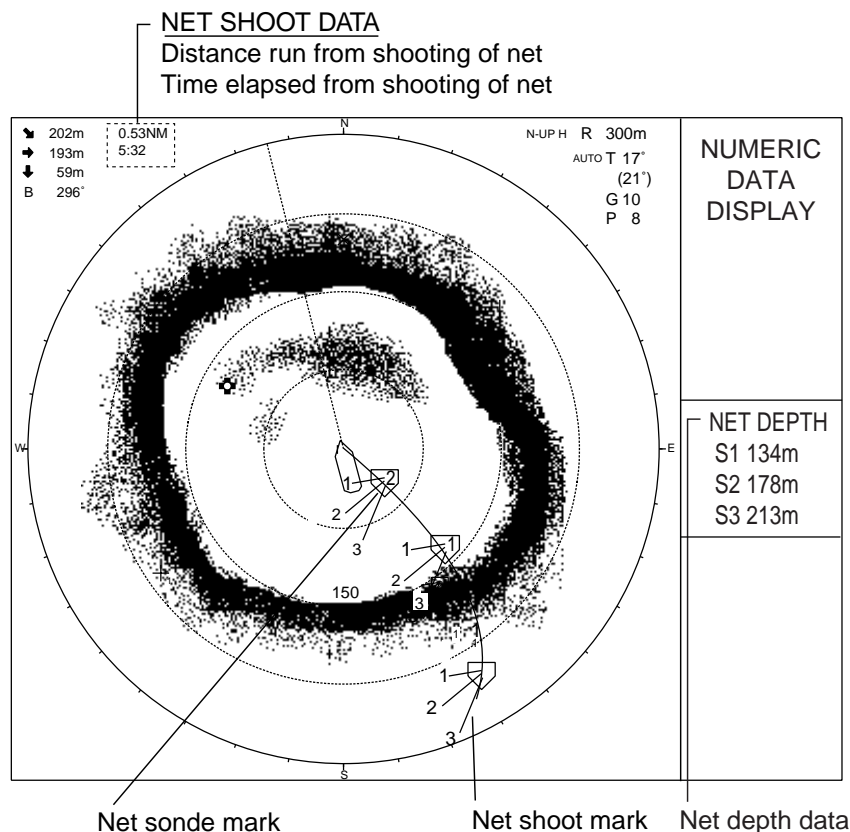 NET SHOOT DATA
Distance run from shooting of net
Time elapsed from shooting of net
202m
193m
59m
B 296°
0.53NM
5:32
N
N-UP H R 300m
AUTO T 17°
(21°)
G 10
P 8
NUMERIC
DATA
DISPLAY
W
E
NET DEPTH
S1 134m
S2 178m
S3 213m
1
2
2
3
1
1
2
3
150
1
2
3
S
Net sonde mark
Net shoot mark
Net depth data